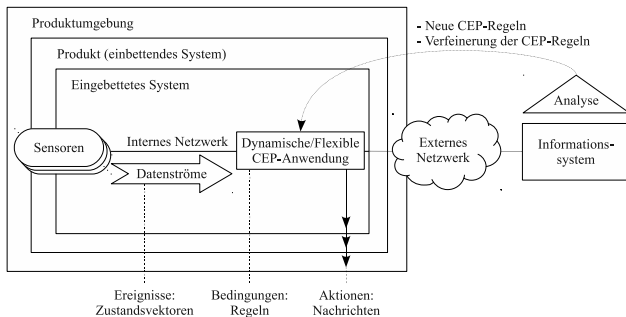 Produktumgebung
- Neue CEP-Regeln
- Verfeinerung der CEP-Regeln
Produkt (einbettendes System)
Eingebettetes System
Analyse
Sensoren
Internes Netzwerk
Dynamische/Flexible
CEP-Anwendung
Externes
Netzwerk
Informations-
system
Datenströme
Ereignisse:
Zustandsvektoren
Bedingungen:
Regeln
Aktionen:
Nachrichten